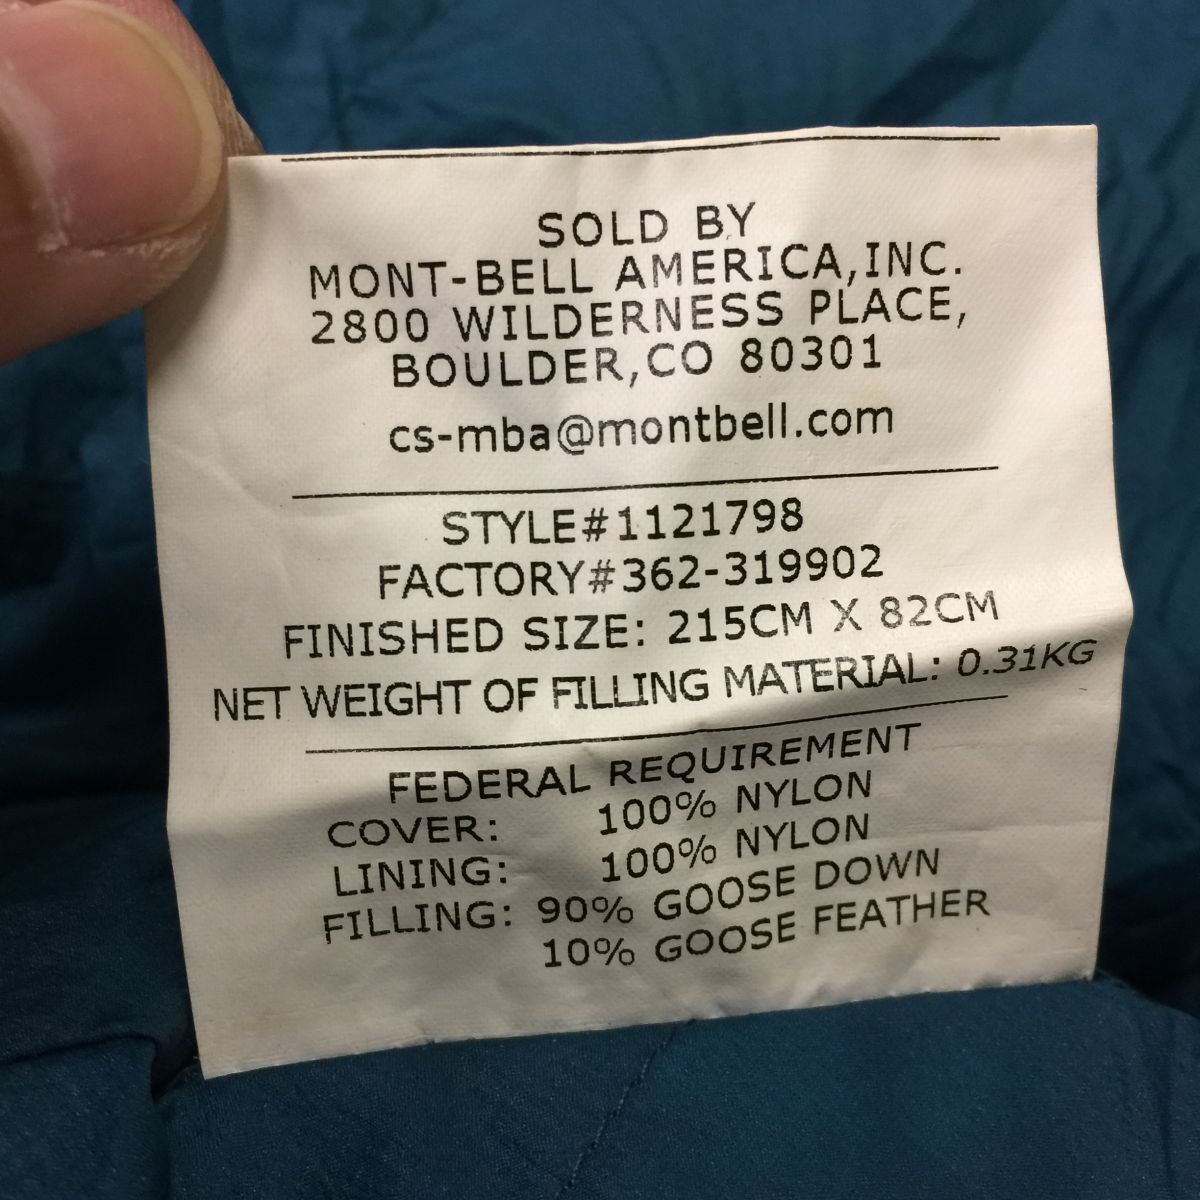 SOLD BY
MONT-BELL AMERICA,INC.
2800 WILDERNESS PLACE,
BOULDER,CO 80301
cs-mba@montbell.com
STYLE#1121798
FACTORY#362-319902
FINISHED SIZE: 215CM X 82CM
NET WEIGHT OF FILLING MATERIAL: 0.31KG
FEDERAL REQUIREMENT
COVER: 100% NYLON
LINING: 100% NYLON
FILLING: 90% GOOSE DOWN
10% GOOSE FEATHER